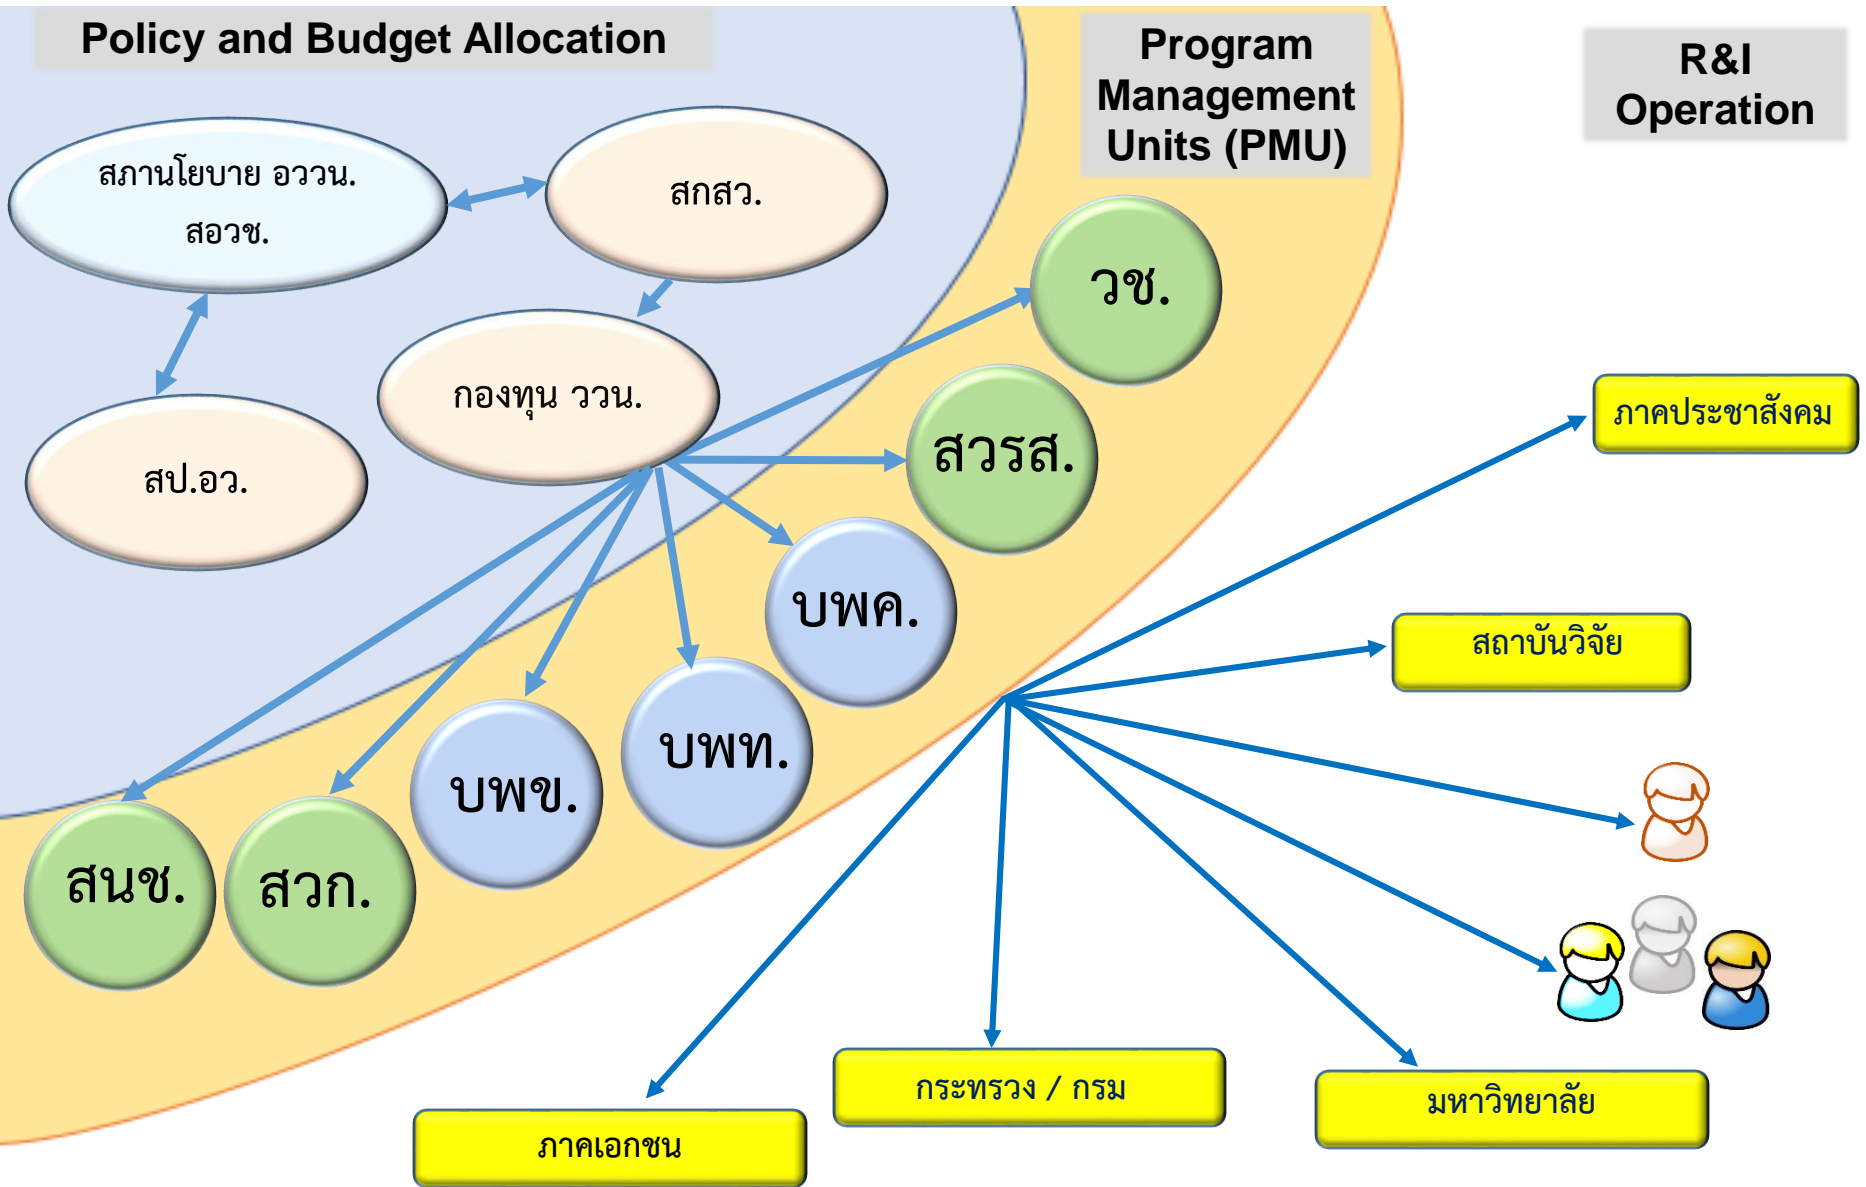 Policy and Budget Allocation
Program
Management
Units (PMU)
R&I
Operation
สภานโยบาย อววน.
สอวช.
สกสว.
กองทุน ววน.
สป.อว.
วช.
สวรส.
บพค.
บพท.
บพข.
สวก.
สนช.
ภาคประชาสังคม
สถาบันวิจัย
มหาวิทยาลัย
กระทรวง / กรม
ภาคเอกชน